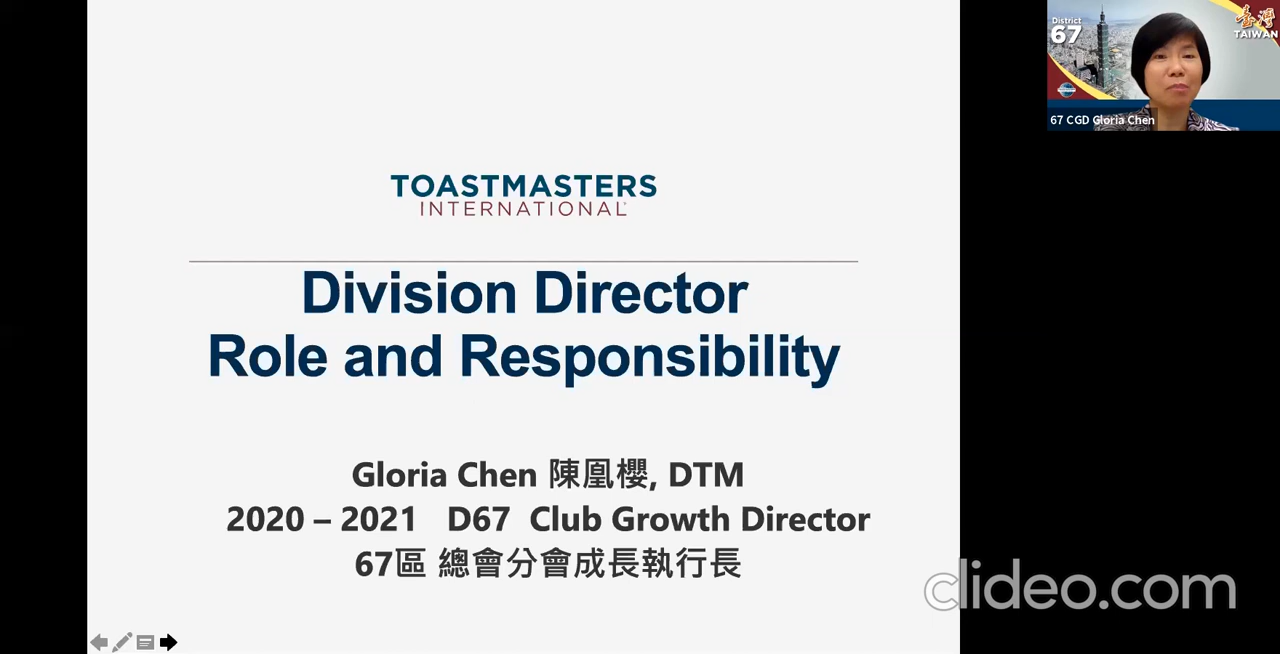 TOASTMASTERS
INTERNATIONAL
Division Director
Role and Responsibility
Gloria Chen 陳凰櫻, DTM
2020 – 2021 D67 Club Growth Director
67區 總會分會成長執行長
District
67
臺灣
TAIWAN
67 CGD Gloria Chen
clideo.com